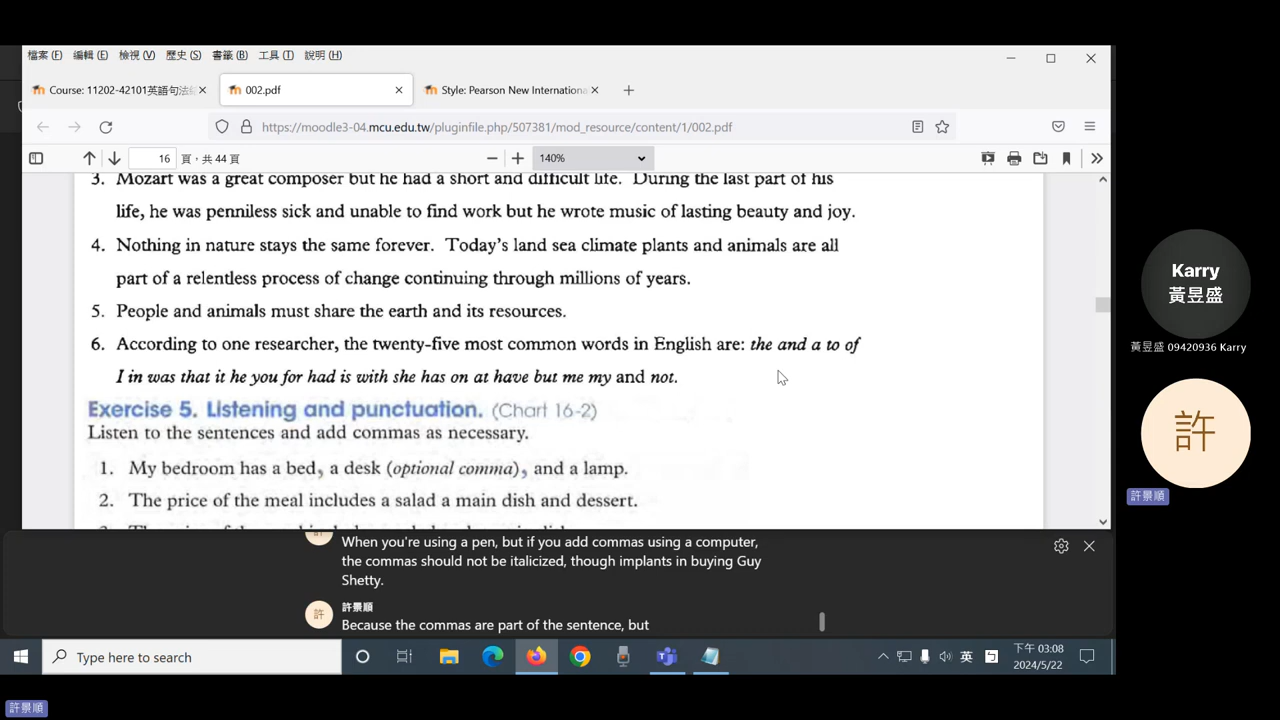 檔案 (F) 編輯 (E) 檢視 (V) 歷史 (S) 書籤 (B) 工具 (T) 說明 (H)
Course: 11202-42101英語句法
002.pdf
Style: Pearson New Internationa
https://moodle3-04.mcu.edu.tw/pluginfile.php/507381/mod_resource/content/1/002.pdf
16 頁，共 44 頁
140%
3. Mozart was a great composer but he had a short and difficult life. During the last part of his
life, he was penniless sick and unable to find work but he wrote music of lasting beauty and joy.
4. Nothing in nature stays the same forever. Today's land sea climate plants and animals are all
part of a relentless process of change continuing through millions of years.
5. People and animals must share the earth and its resources.
6. According to one researcher, the twenty-five most common words in English are: the and a to of
I in was that it he you for had is with she has on at have but me my and not.
Exercise 5. Listening and punctuation. (Chart 16-2)
Listen to the sentences and add commas as necessary.
1. My bedroom has a bed, a desk (optional comma), and a lamp.
2. The price of the meal includes a salad a main dish and dessert.
Karry
黃昱盛
黃昱盛 09420936 Karry
許
許景順
許
When you're using a pen, but if you add commas using a computer,
the commas should not be italicized, though implants in buying Guy
Shetty.
許
許景順
Because the commas are part of the sentence, but
Type here to search
英
下午 03:08
2024/5/22
許景順